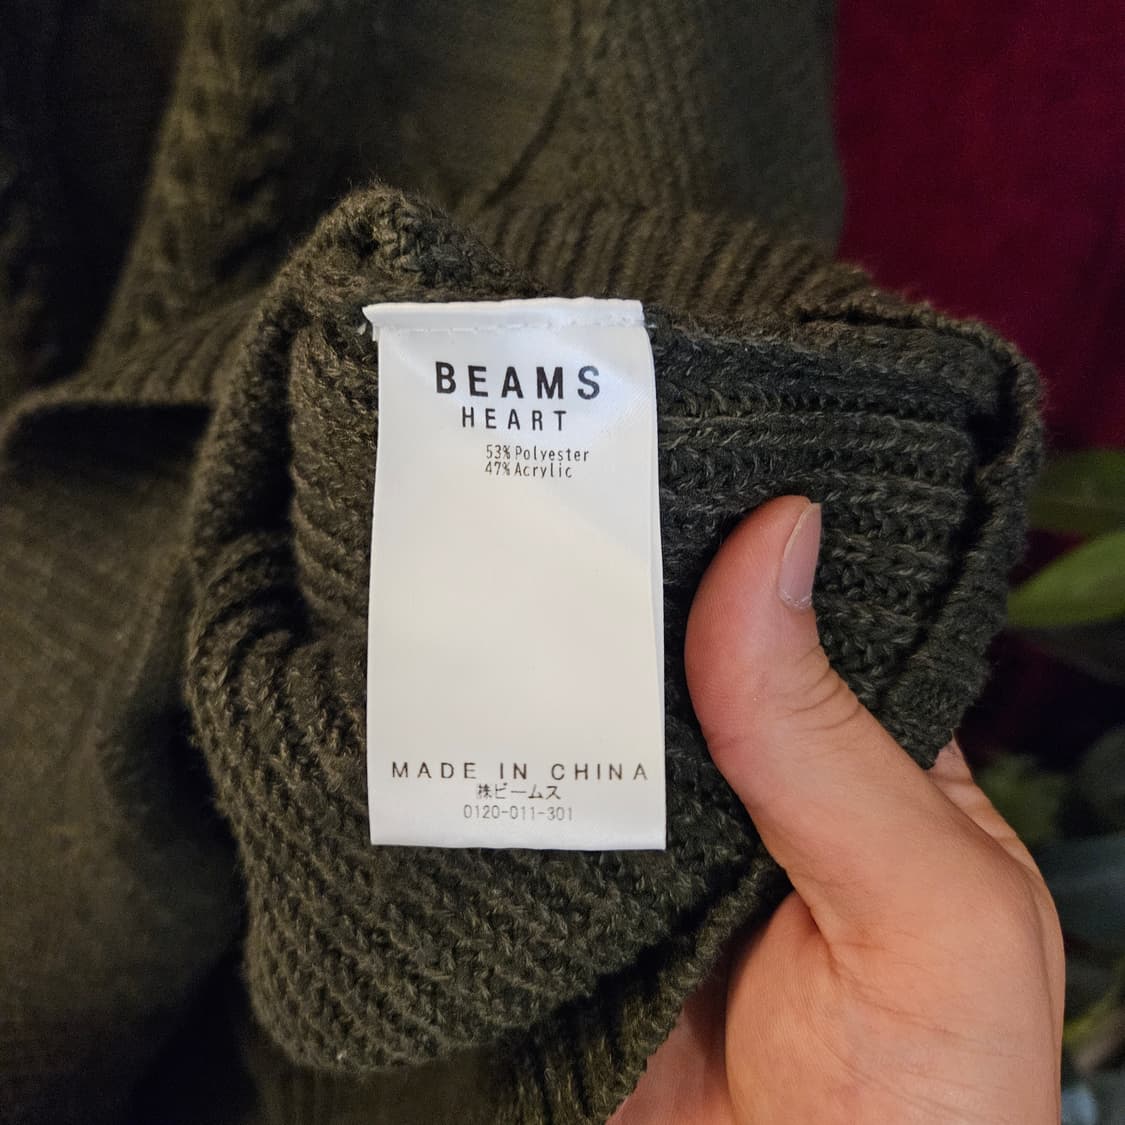 BEAMS
HEART
53%Polyester
47%Acrylic
MADE IN CHINA
㈱ビームス
0120-011-301